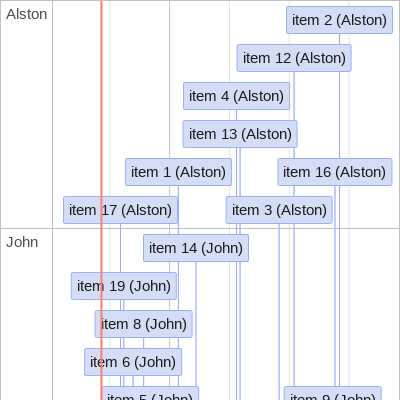 Alston
item 2 (Alston)
item 12 (Alston)
item 4 (Alston)
item 13 (Alston)
item 1 (Alston)
item 16 (Alston)
item 17 (Alston)
item 3 (Alston)
John
item 14 (John)
item 19 (John)
item 8 (John)
item 6 (John)
item 5 (John)
item 9 (John)